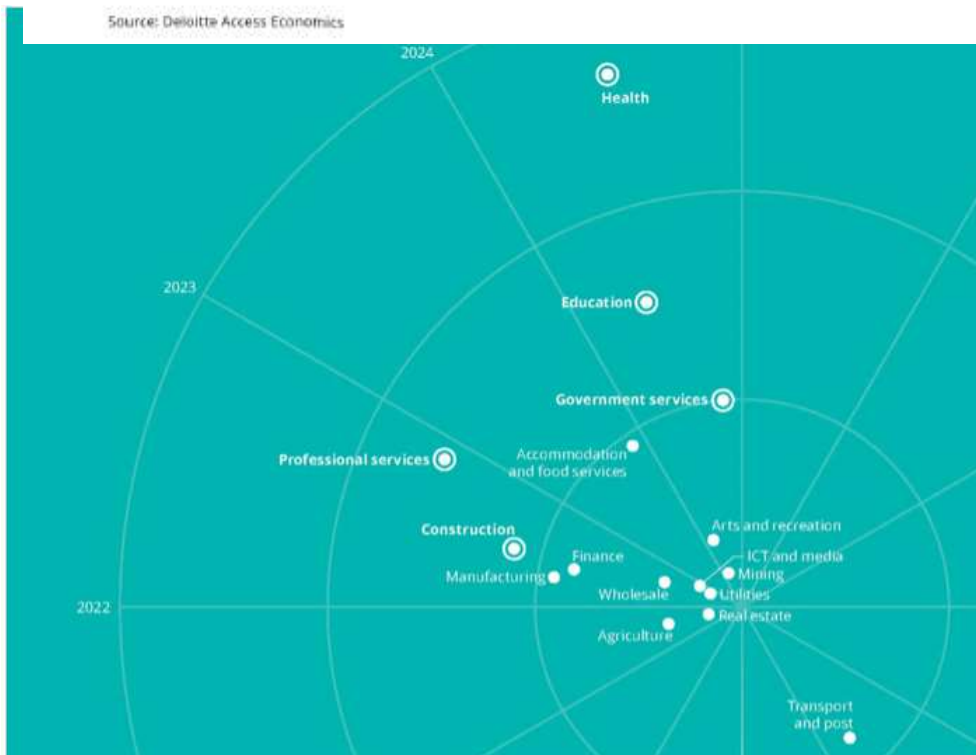 Source: Deloitte Access Economics
2024
Health
2023
Education
Government services
Accommodation
and food services
Professional services
Arts and recreation
Construction
ICT and media
Finance
Manufacturing
Mining
Wholesale
Utilities
2022
Real estate
Agriculture
Transport
and post